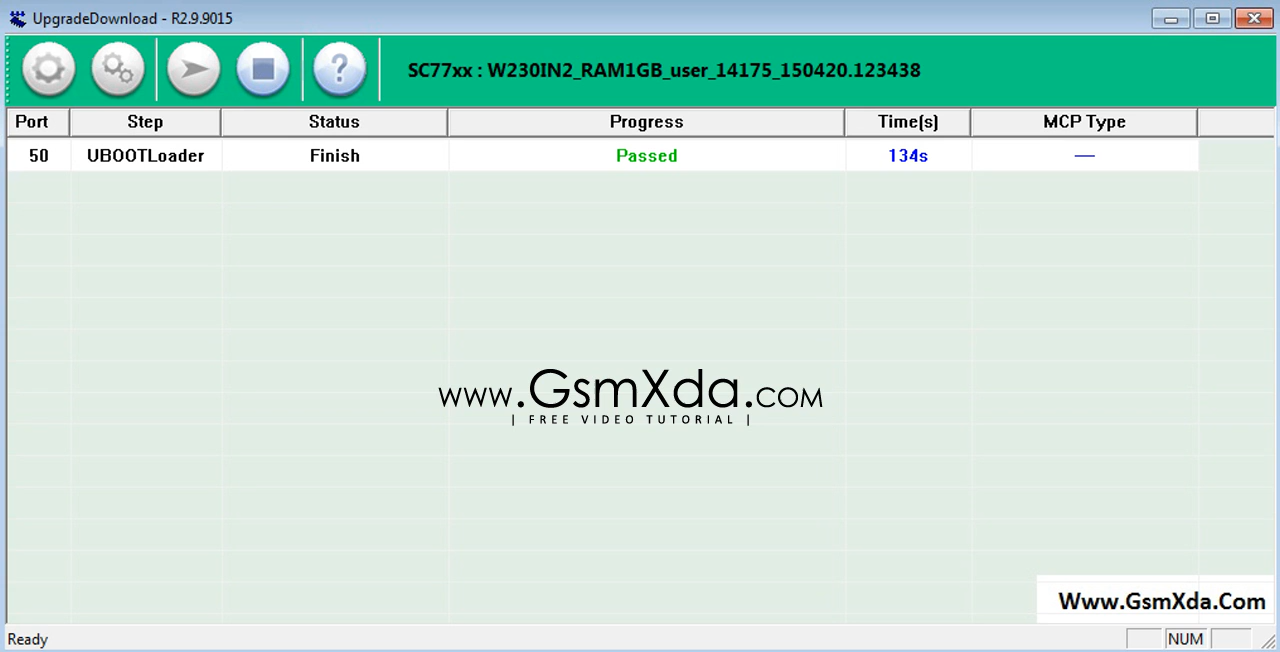 UpgradeDownload - R2.9.9015
?
SC77xx : W230IN2_RAM1GB_user_14175_150420.123438
Port Step Status Progress Time(s) MCP Type
50 UBOOTLoader Finish Passed 134s —
www.GsmXda.com
| FREE VIDEO TUTORIAL |
Www.GsmXda.Com
Ready NUM